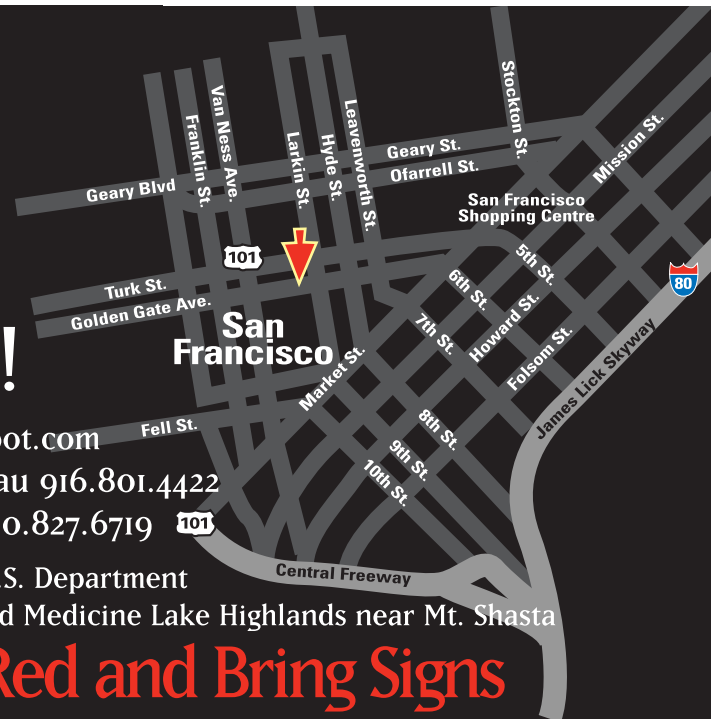 Stockton St.
Van Ness Ave.
Franklin St.
Larkin St.
Hyde St.
Leavenworth St.
Mission St.
Geary St.
Ofarrell St.
Geary Blvd
San Francisco
Shopping Centre
101
5th St.
80
6th St.
Turk St.
Golden Gate Ave.
San
Francisco
7th St.
Howard St.
Folsom St.
James Lick Skyway
!
Market St.
Fell St.
8th St.
9th St.
10th St.
oot.com
au 916.801.4422
0.827.6719
101
Central Freeway
.S. Department
d Medicine Lake Highlands near Mt. Shasta
Red and Bring Signs